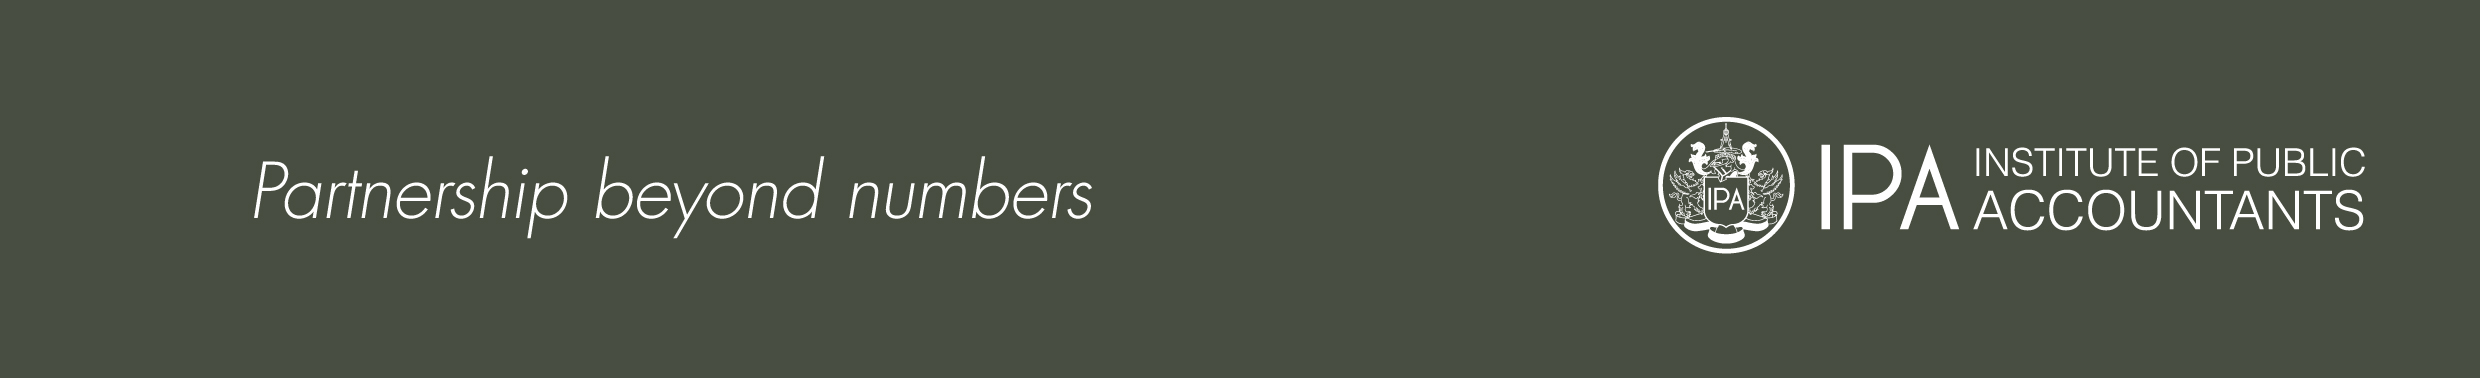 Partnership beyond numbers
IPA
IPA
INSTITUTE OF PUBLIC
ACCOUNTANTS